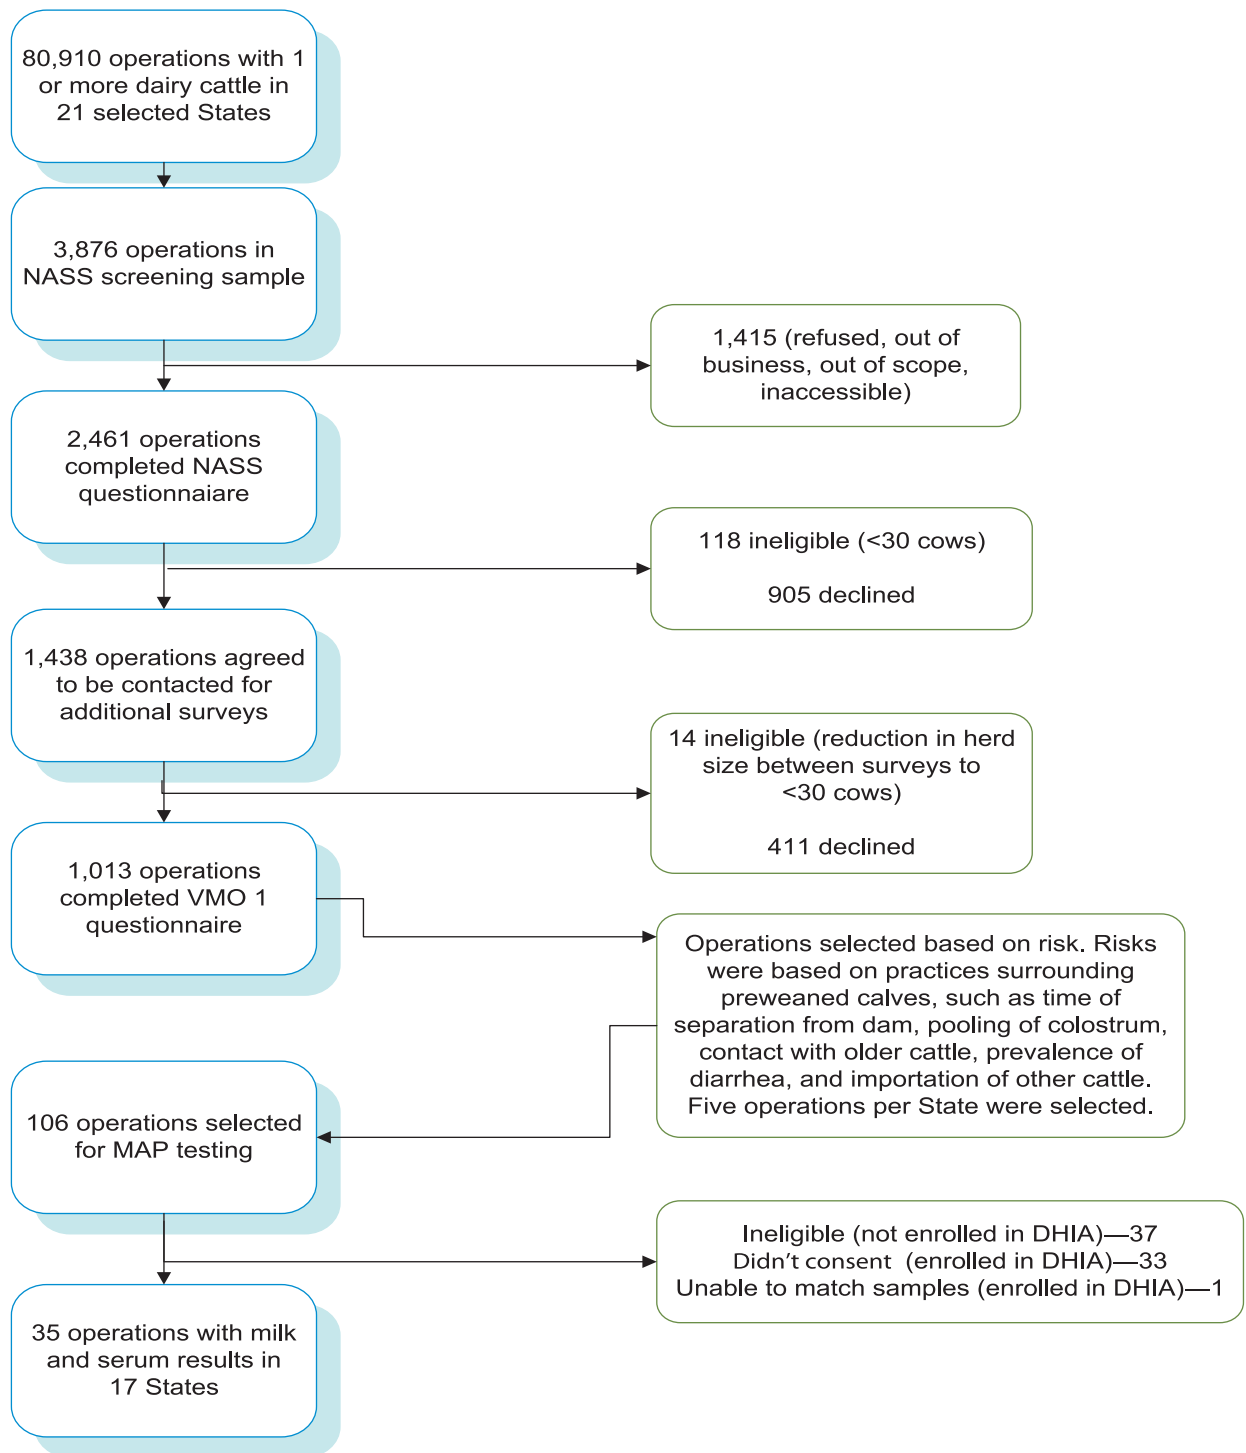 80,910 operations with 1
or more dairy cattle in
21 selected States
3,876 operations in
NASS screening sample
1,415 (refused, out of
business, out of scope,
inaccessible)
2,461 operations
completed NASS
questionnaiare
118 ineligible (<30 cows)
905 declined
1,438 operations agreed
to be contacted for
additional surveys
14 ineligible (reduction in herd
size between surveys to
<30 cows)
411 declined
1,013 operations
completed VMO 1
questionnaire
Operations selected based on risk. Risks
were based on practices surrounding
preweaned calves, such as time of
separation from dam, pooling of colostrum,
contact with older cattle, prevalence of
diarrhea, and importation of other cattle.
Five operations per State were selected.
106 operations selected
for MAP testing
Ineligible (not enrolled in DHIA)—37
Didn't consent (enrolled in DHIA)—33
Unable to match samples (enrolled in DHIA)—1
35 operations with milk
and serum results in
17 States